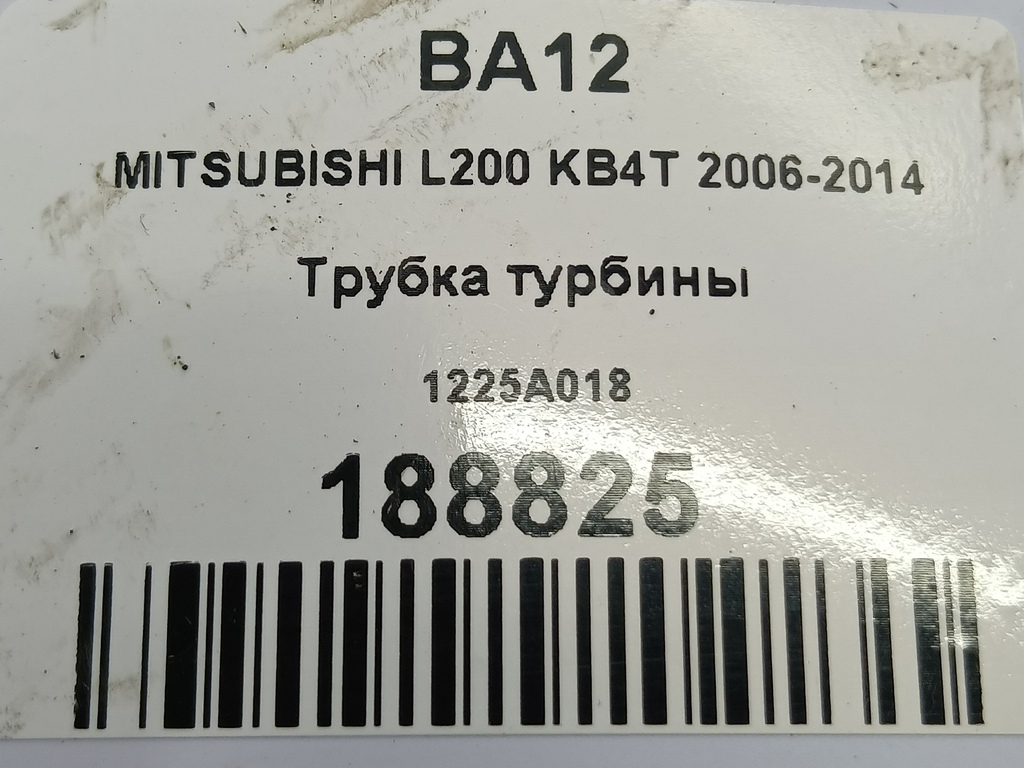 BA12
MITSUBISHI L200 KB4T 2006-2014
Трубка турбины
1225A018
188825